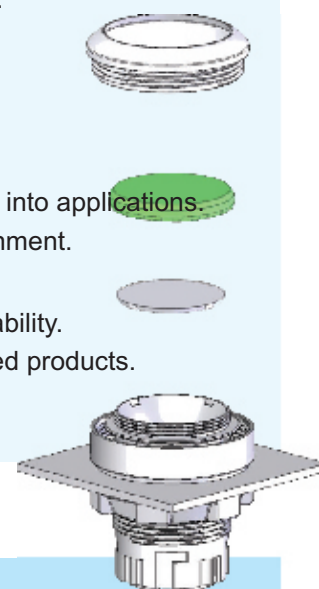 .
into applications.
nment.
ability.
ed products.